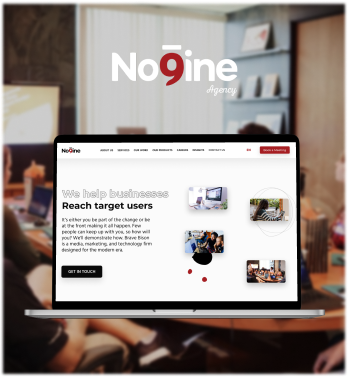 No9ine
Agency
No9ine
ABOUT US SERVICES OUR WORK OUR PRODUCTS CAREERS INSIGHTS CONTACT US
We help businesses
Reach target users
It's either you be part of the change or be
at the front making it all happen. Few
people can keep up with you, so how will
you? We'll demonstrate how. Brave Bison
is a media, marketing, and technology firm
designed for the modern era.
GET IN TOUCH